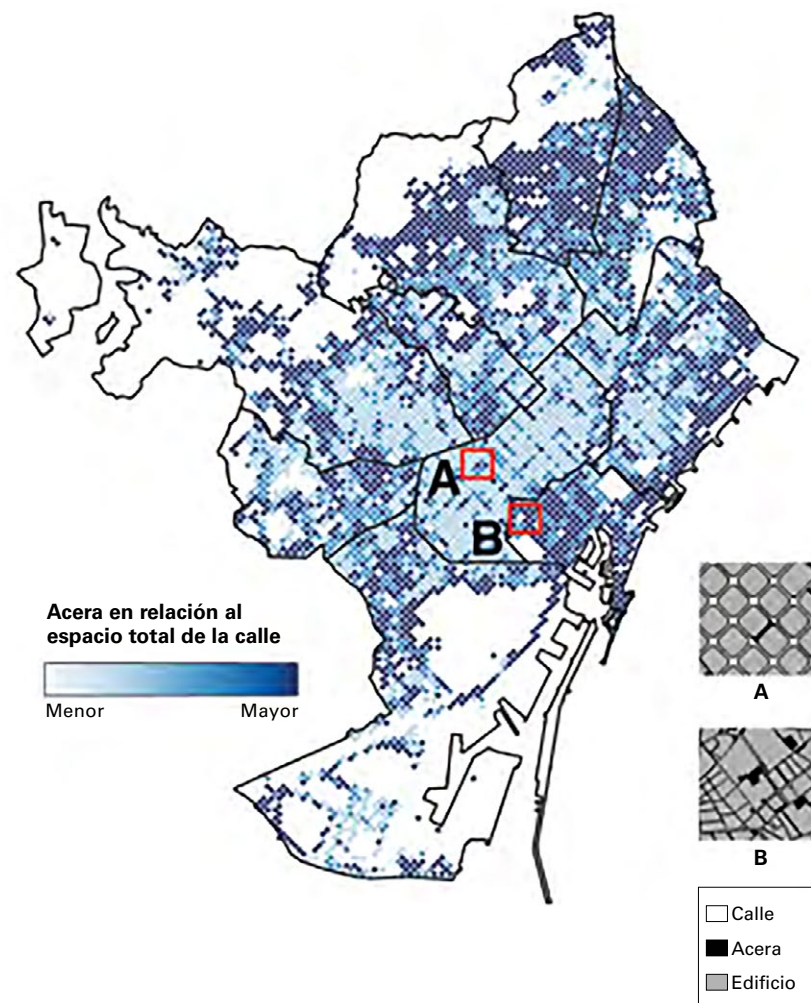 A
B
Acera en relación al
espacio total de la calle
Menor
Mayor
A
B
Calle
Acera
Edificio